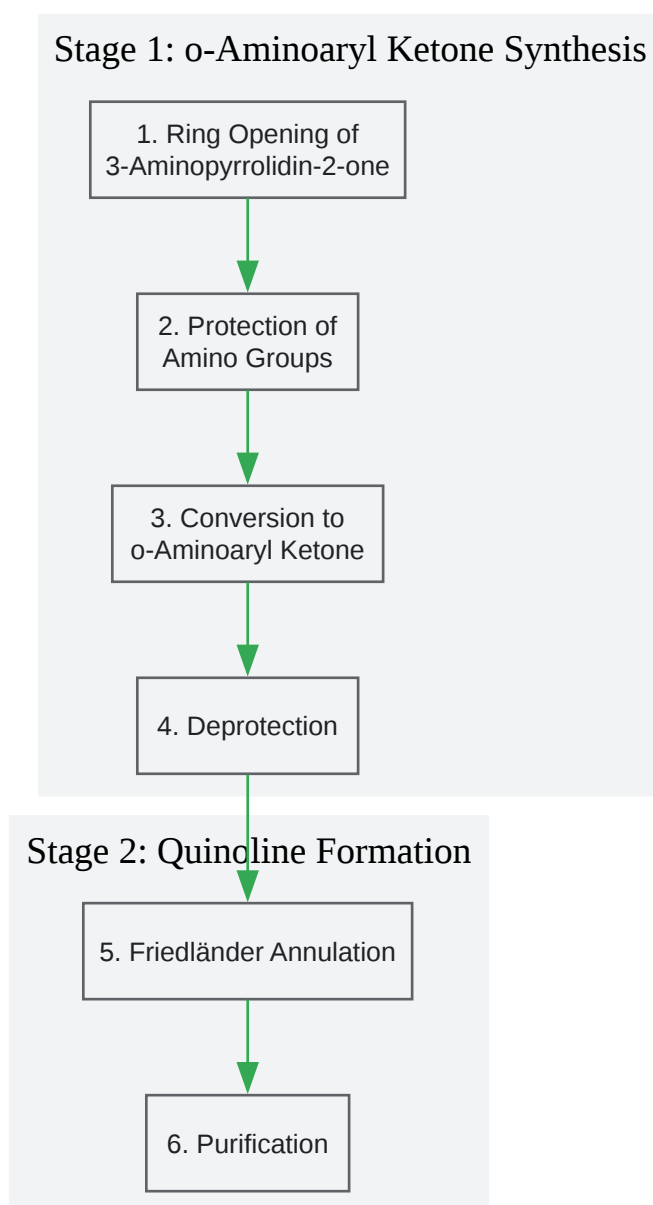 Stage 1: o-Aminoaryl Ketone Synthesis
1. Ring Opening of
3-Aminopyrrolidin-2-one
2. Protection of
Amino Groups
3. Conversion to
o-Aminoaryl Ketone
4. Deprotection
Stage 2: Quinoline Formation
5. Friedländer Annulation
6. Purification